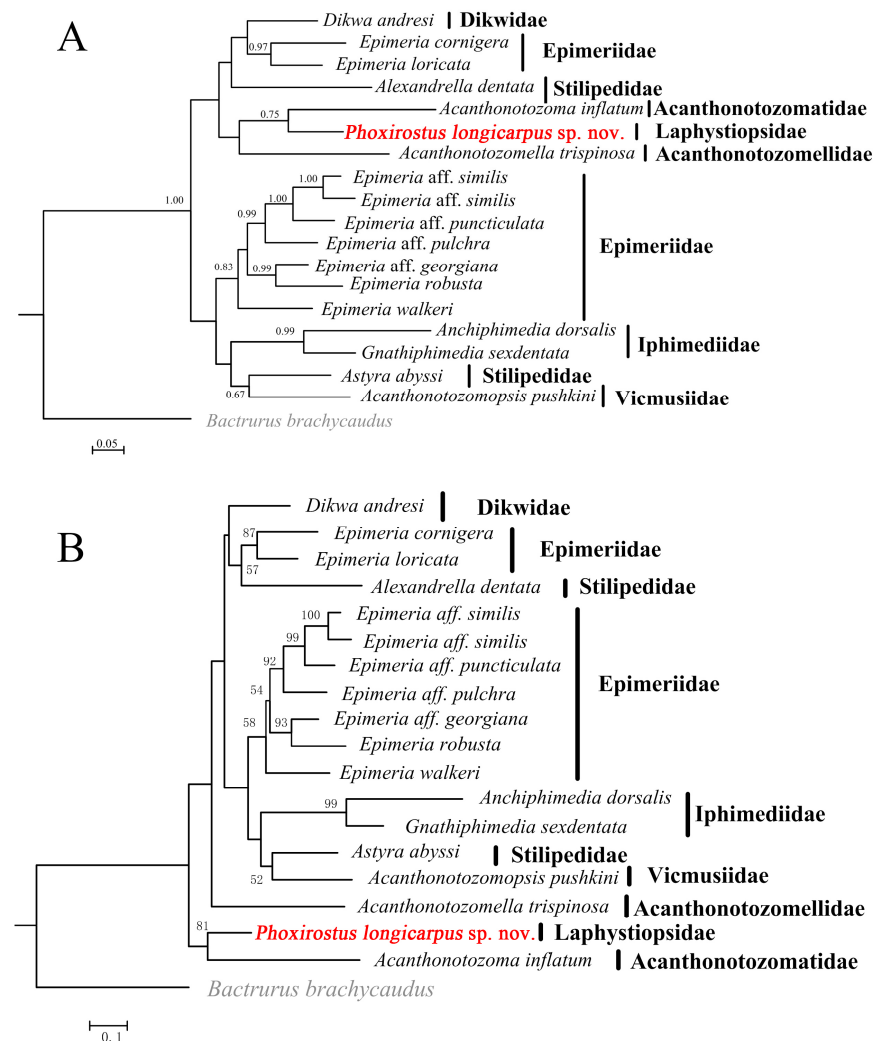 A
Dikwa andresi Dikwidae
0.97 Epimeria cornigera
Epimeriidae
Epimeria loricata
Alexandrella dentata Stilipedidae
0.75 Acanthonotozoma inflatum Acanthonotozomatidae
Phoxirostus longicarpus sp. nov. Laphystiopsidae
Acanthonotozomella trispinosa Acanthonotozomellidae
1.00 Epimeria aff. similis
1.00 1.00 Epimeria aff. similis
0.99 Epimeria aff. puncticulata
Epimeria aff. pulchra Epimeriidae
0.83 0.99 Epimeria aff. georgiana
Epimeria robusta
Epimeria walkeri
0.99 Anchiphimedia dorsalis
Iphimediidae
Gnathiphimedia sexdentata
Astyra abyssi Stilipedidae
0.67 Acanthonotozomopsis pushkini Vicmusiidae
Bactrurus brachycaudus
0.05
B
Dikwa andresi Dikwidae
87 Epimeria cornigera
Epimeriidae
57 Epimeria loricata
Alexandrella dentata Stilipedidae
100 Epimeria aff. similis
99 Epimeria aff. similis
92 Epimeria aff. puncticulata
54 Epimeria aff. pulchra Epimeriidae
58 93 Epimeria aff. georgiana
Epimeria robusta
Epimeria walkeri
99 Anchiphimedia dorsalis
Iphimediidae
Gnathiphimedia sexdentata
Astyra abyssi Stilipedidae
52 Acanthonotozomopsis pushkini Vicmusiidae
Acanthonotozomella trispinosa Acanthonotozomellidae
81 Phoxirostus longicarpus sp. nov. Laphystiopsidae
Acanthonotozoma inflatum Acanthonotozomatidae
Bactrurus brachycaudus
0.1